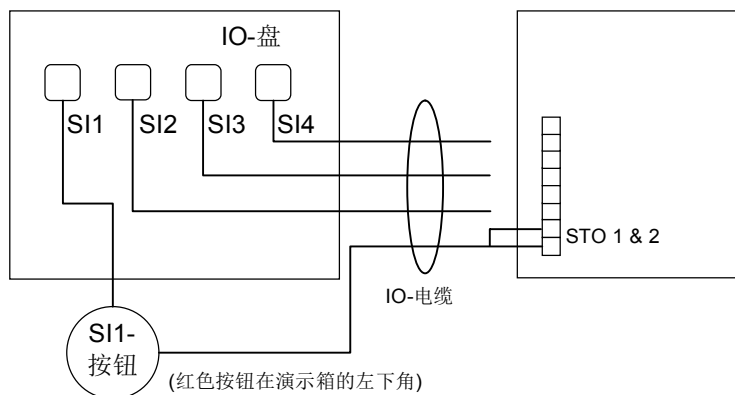 IO-盘
SI1
SI2
SI3
SI4
STO 1 & 2
IO-电缆
SI1-
按钮
(红色按钮在演示箱的左下角)